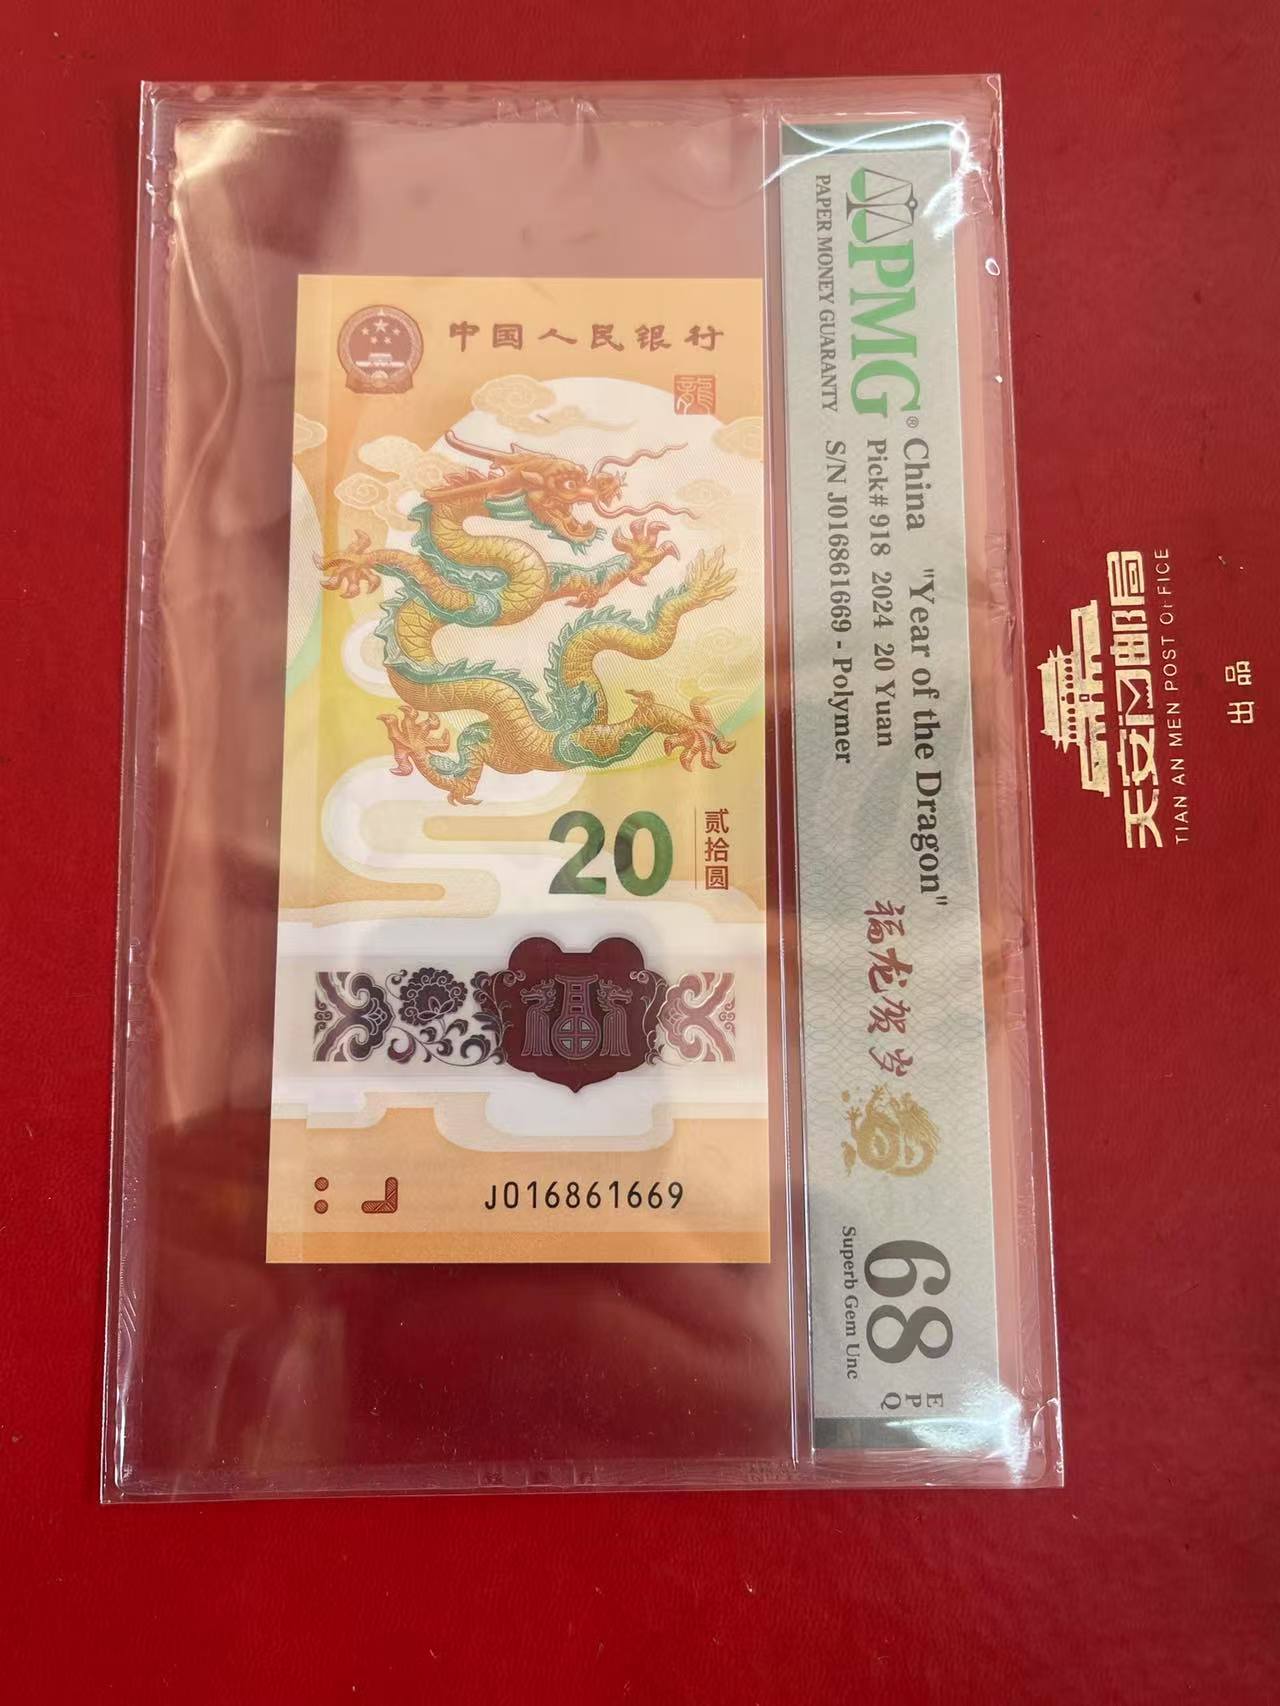 中国人民银行
龍
20
贰拾圆
福
J016861669
PMG®
PAPER MONEY GUARANTY
China "Year of the Dragon"
Pick# 918 2024 20 Yuan
S/N J016861669 - Polymer
福龙贺岁
68
EPQ
Superb Gem Unc
天安门邮局
TIAN AN MEN POST OFFICE
出品